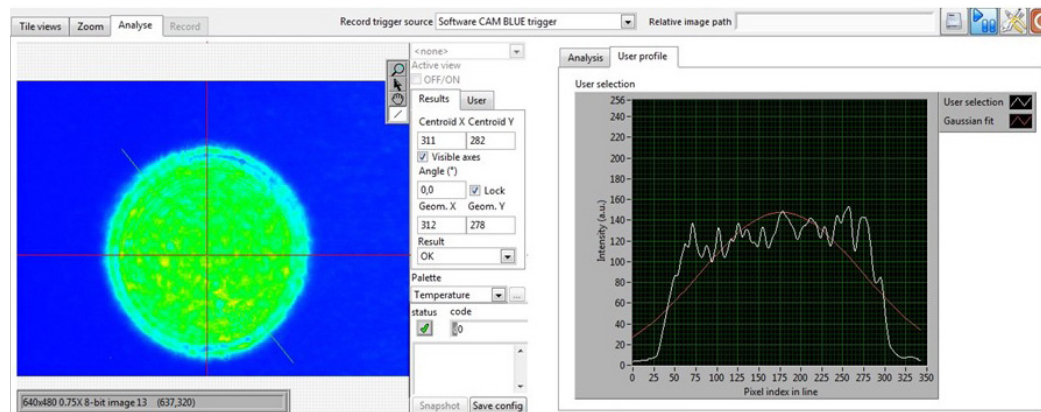 Tile views Zoom Analyse Record
Record trigger source Software CAM BLUE trigger Relative image path
<none>
Active view
OFF/ON
Results User
Centroïd X Centroïd Y
311 282
Visible axes
Angle (°)
0,0 Lock
Geom. X Geom. Y
312 278
Result
OK
Palette
Temperature ...
status code
0
Snapshot Save config
640x480 0.75X 8-bit image 13 (637,320)
Analysis User profile
User selection
User selection
Gaussian fit
Intensity (a.u.)
256
240
220
200
180
160
140
120
100
80
60
40
20
0
0 25 50 75 100 125 150 175 200 225 250 275 300 325 350
Pixel index in line